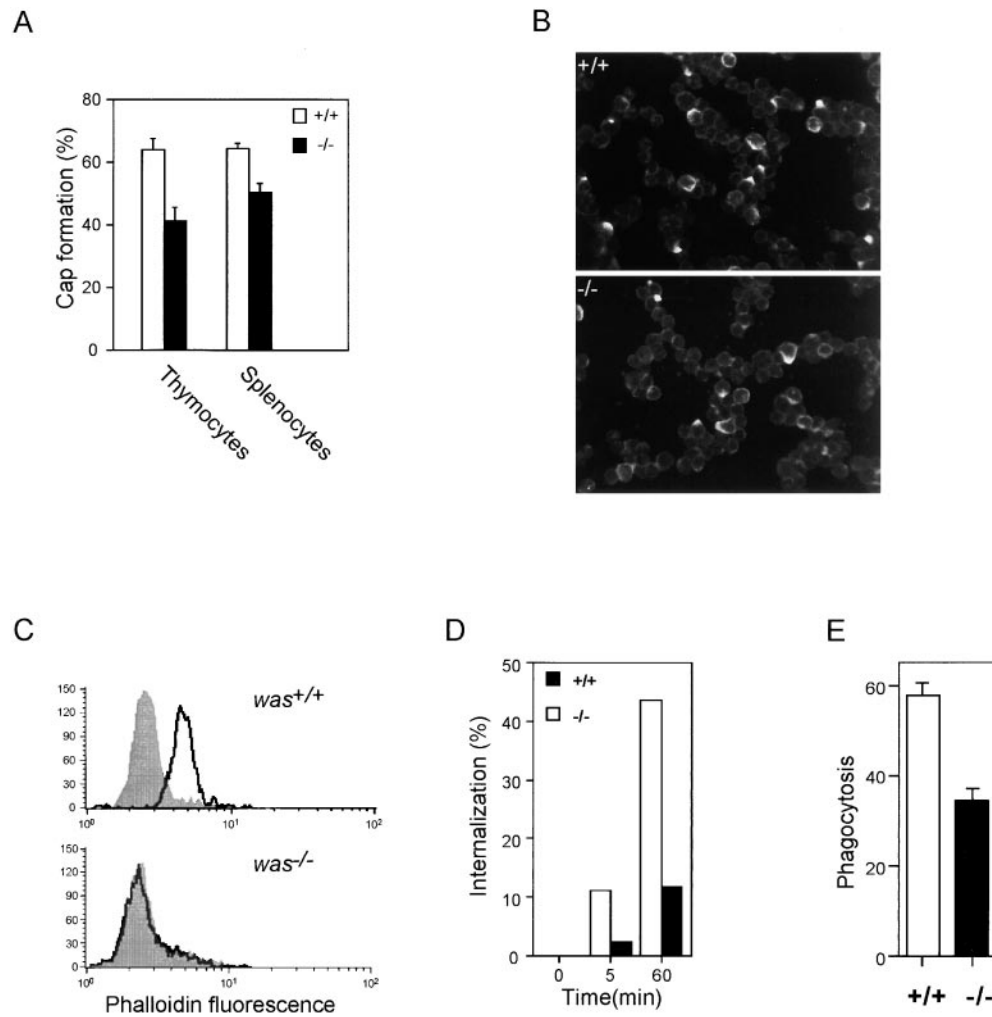 A
Cap formation (%)
80
60
40
20
0
+/+
-/-
Thymocytes
Splenocytes
B
+/+
-/-
C
150
120
90
60
30
0
was+/+
10⁰
10¹
10²
150
120
90
60
30
0
was-/-
10⁰
10¹
10²
Phalloidin fluorescence
D
Internalization (%)
50
40
30
20
10
0
+/+
-/-
0 5 60
Time(min)
E
Phagocytosis
60
40
20
0
+/+ -/-